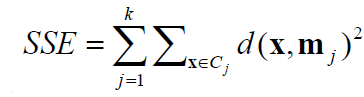 SSE = ∑_{j=1}^{k} ∑_{x∈C_j} d(x, m_j)^2